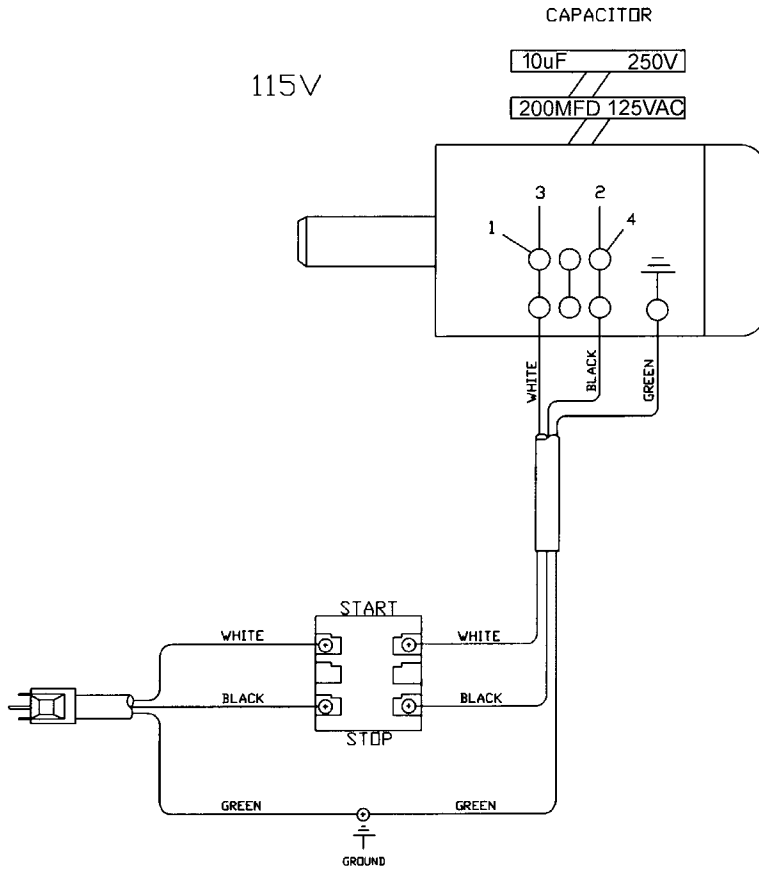 CAPACITOR
10uF 250V
115V
200MFD 125VAC
3 2
1 4
WHITE
BLACK
GREEN
START
WHITE WHITE
BLACK BLACK
STOP
GREEN GREEN
GROUND